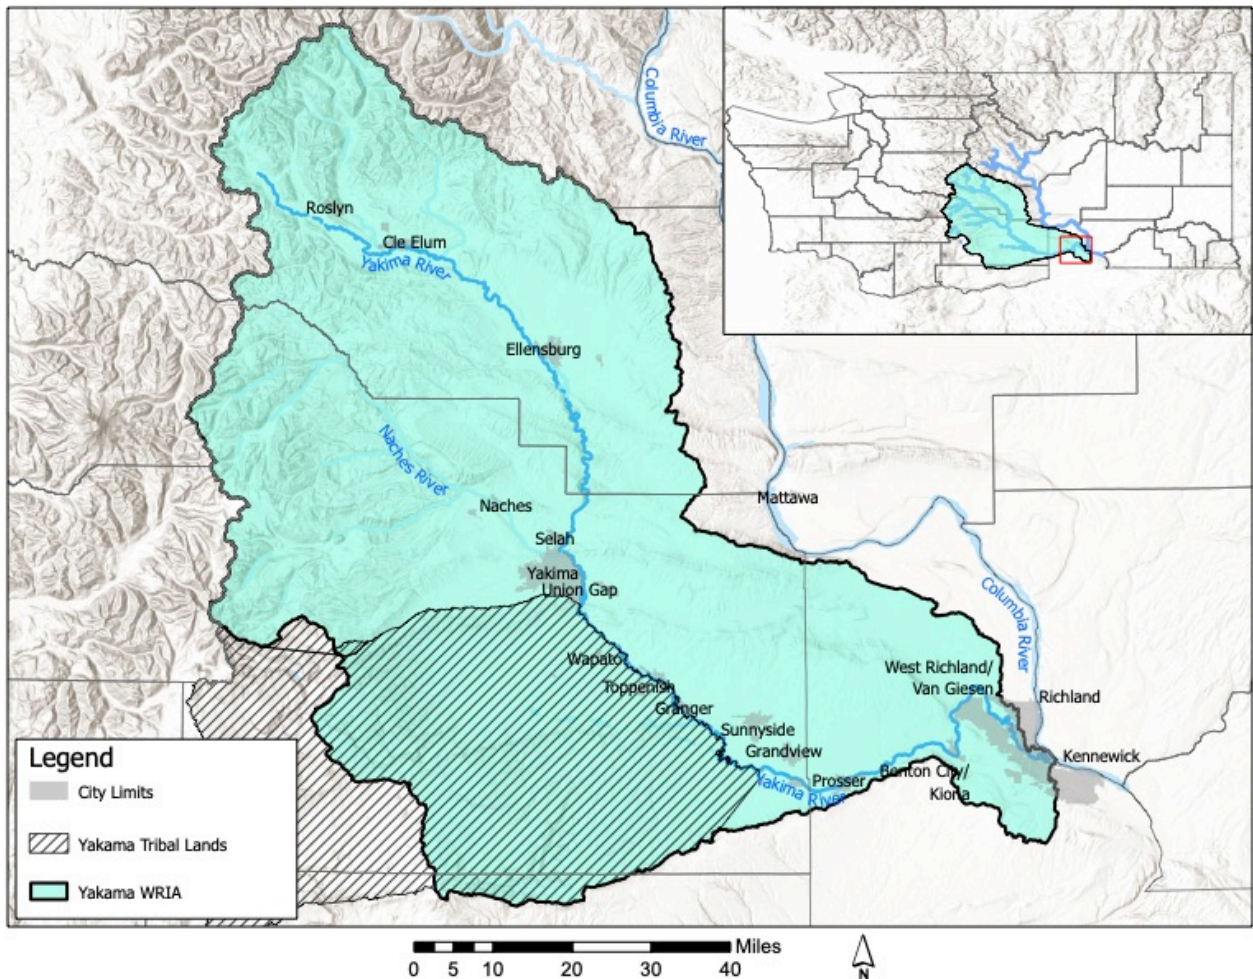 Columbia River
Roslyn
Cle Elum
Yakima River
Ellensburg
Naches River
Naches
Mattawa
Selah
Yakima
Union Gap
Columbia River
Wapato
Toppenish
Granger
West Richland/
Van Giesen
Richland
Sunnyside
Grandview
Kennewick
Yakima River
Prosser
Benton City/
Kiona
Legend
City Limits
Yakama Tribal Lands
Yakama WRIA
Miles
0 5 10 20 30 40
N